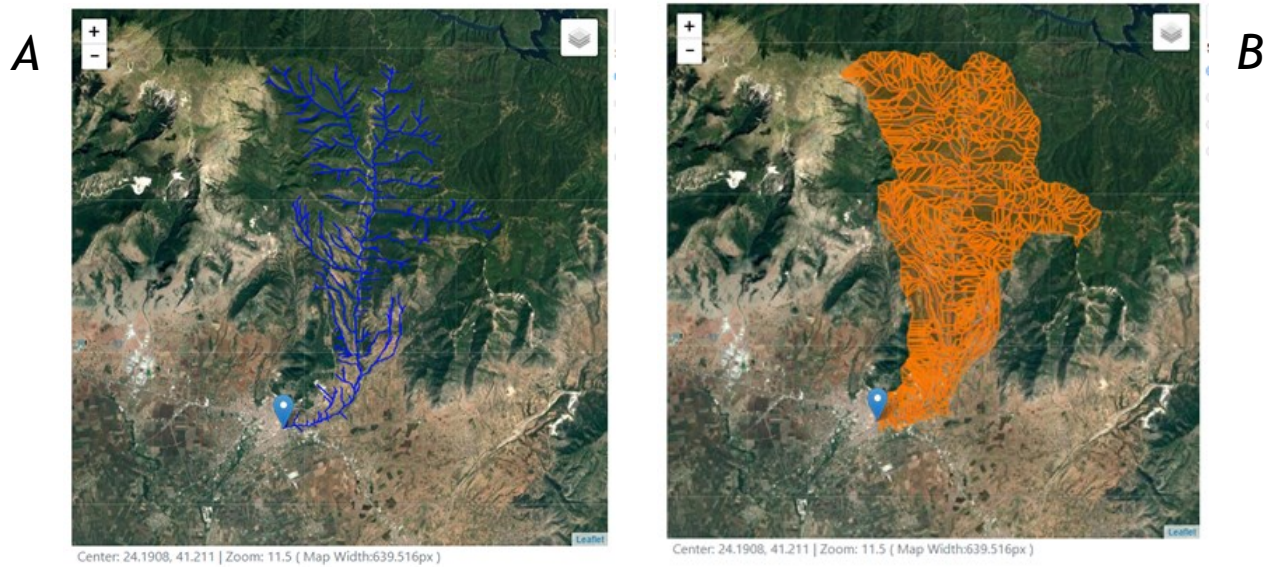 A
+
−
Leaflet
Center: 24.1908, 41.211 | Zoom: 11.5 ( Map Width:639.516px )
B
+
−
Leaflet
Center: 24.1908, 41.211 | Zoom: 11.5 ( Map Width:639.516px )